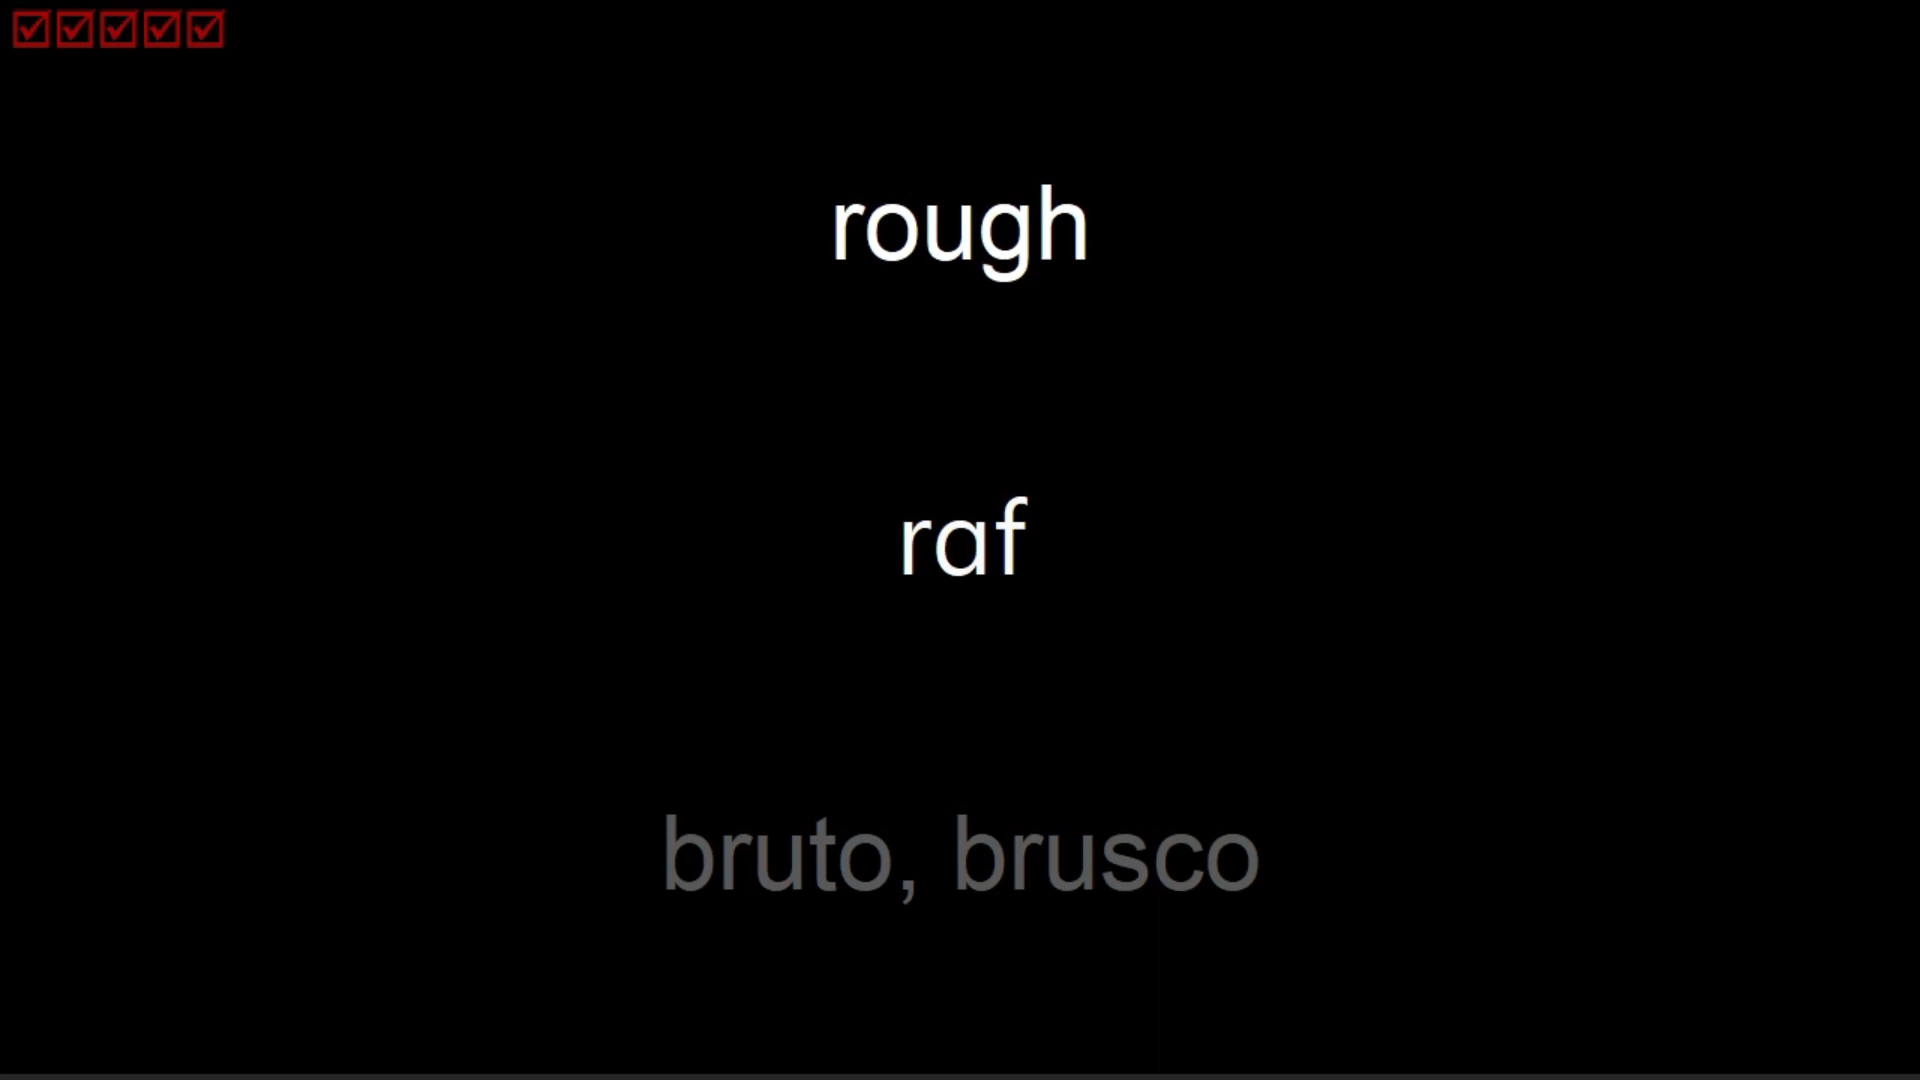 ☑☑☑☑☑
rough
raf
bruto, brusco